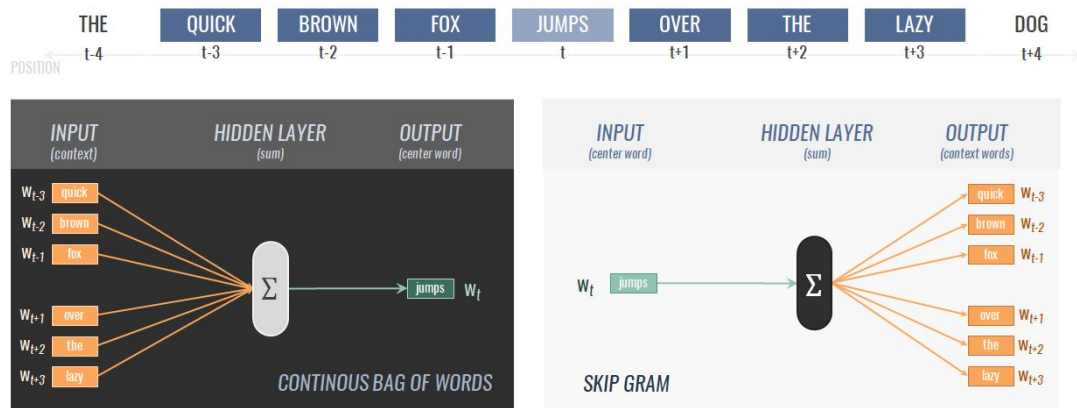 THE QUICK BROWN FOX JUMPS OVER THE LAZY DOG
t-4 t-3 t-2 t-1 t t+1 t+2 t+3 t+4
POSITION
INPUT HIDDEN LAYER OUTPUT
(context) (sum) (center word)
Wt-3 quick
Wt-2 brown
Wt-1 fox
Σ jumps Wt
Wt+1 over
Wt+2 the
Wt+3 lazy
CONTINOUS BAG OF WORDS
INPUT HIDDEN LAYER OUTPUT
(center word) (sum) (context words)
quick Wt-3
brown Wt-2
fox Wt-1
Wt jumps Σ
over Wt+1
the Wt+2
lazy Wt+3
SKIP GRAM